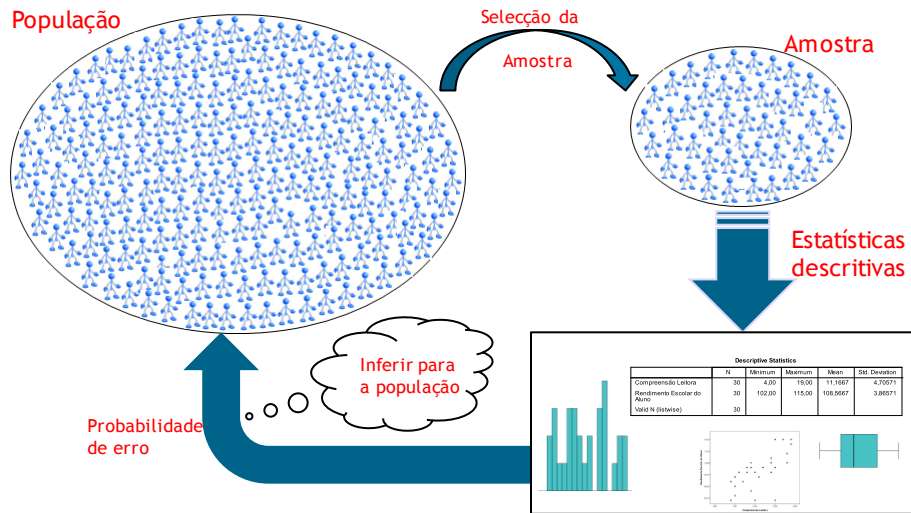 População
Selecção da
Amostra
Amostra
Estatísticas
descritivas
Inferir para
a população
Probabilidade
de erro
Descriptive Statistics
N Minimum Maximum Mean Std. Deviation
Compreensão Leitora 30 4,00 19,00 11,1667 4,70571
Rendimento Escolar do
Aluno 30 102,00 115,00 108,5667 3,86571
Valid N (listwise) 30